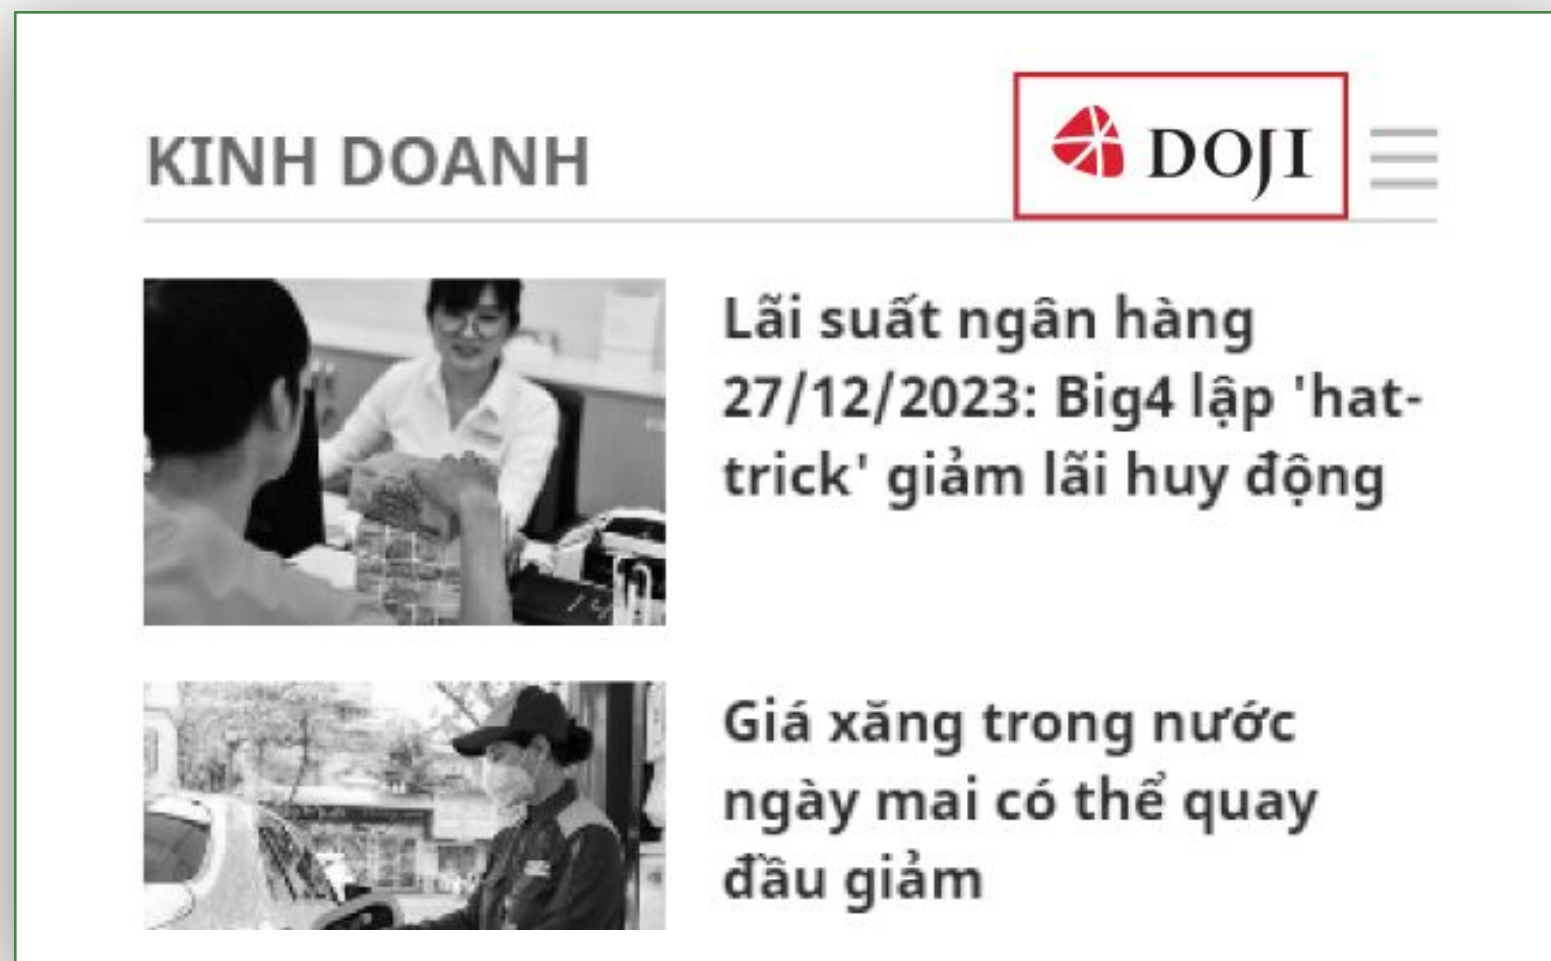 KINH DOANH
DOJI
Lãi suất ngân hàng
27/12/2023: Big4 lập 'hat-
trick' giảm lãi huy động
Giá xăng trong nước
ngày mai có thể quay
đầu giảm